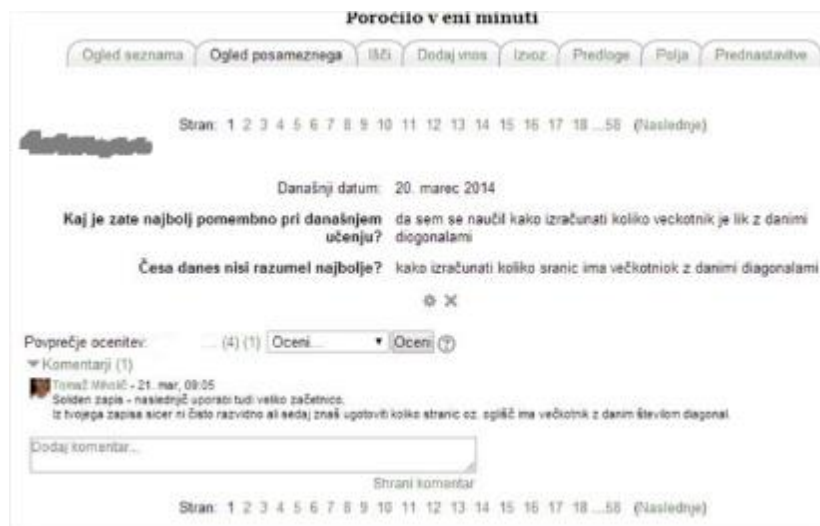 Poročilo v eni minuti
Ogled seznama Ogled posameznega Išči Dodaj vnos Izvoz Predloge Polja Prednastavitve
Stran: 1 2 3 4 5 6 7 8 9 10 11 12 13 14 15 16 17 18 ...58 (Naslednje)
Današnji datum: 20. marec 2014
Kaj je zate najbolj pomembno pri današnjem učenju? da sem se naučil kako izračunati koliko veckotnik je lik z danimi
diogonalami
Česa danes nisi razumel najbolje? kako izračunati koliko sranic ima večkotniok z danimi diagonalami
Povprečje ocenitev: (4) (1) Oceni... Oceni
Komentarji (1)
Tomaž - 21. mar, 09:05
Soliden zapis - naslednjič uporabi tudi veliko začetnico.
Iz tvojega zapisa sicer ni čisto razvidno ali sedaj znaš ugotoviti koliko stranic oz. oglišč ima večkotnik z danim številom diagonal.
Dodaj komentar...
Shrani komentar
Stran: 1 2 3 4 5 6 7 8 9 10 11 12 13 14 15 16 17 18 ...58 (Naslednje)